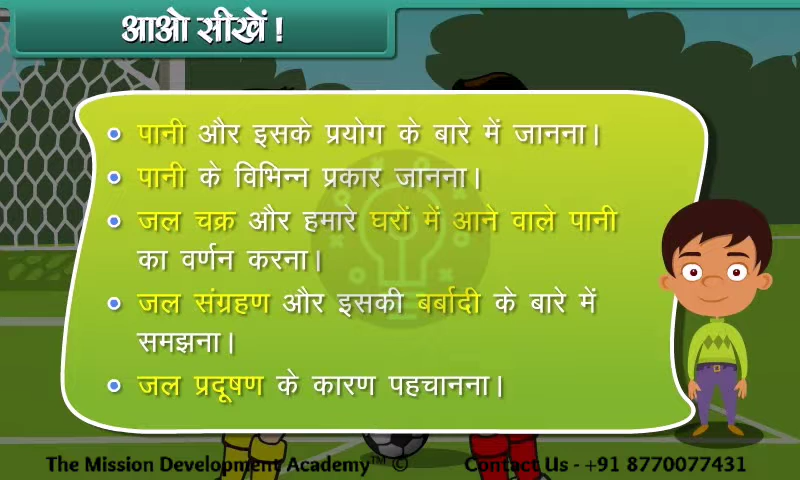 आओ सीखें!
• पानी और इसके प्रयोग के बारे में जानना।
• पानी के विभिन्न प्रकार जानना।
• जल चक्र और हमारे घरों में आने वाले पानी
का वर्णन करना।
• जल संग्रहण और इसकी बर्बादी के बारे में
समझना।
• जल प्रदूषण के कारण पहचानना।
The Mission Development Academy™ © Contact Us - +91 8770077431